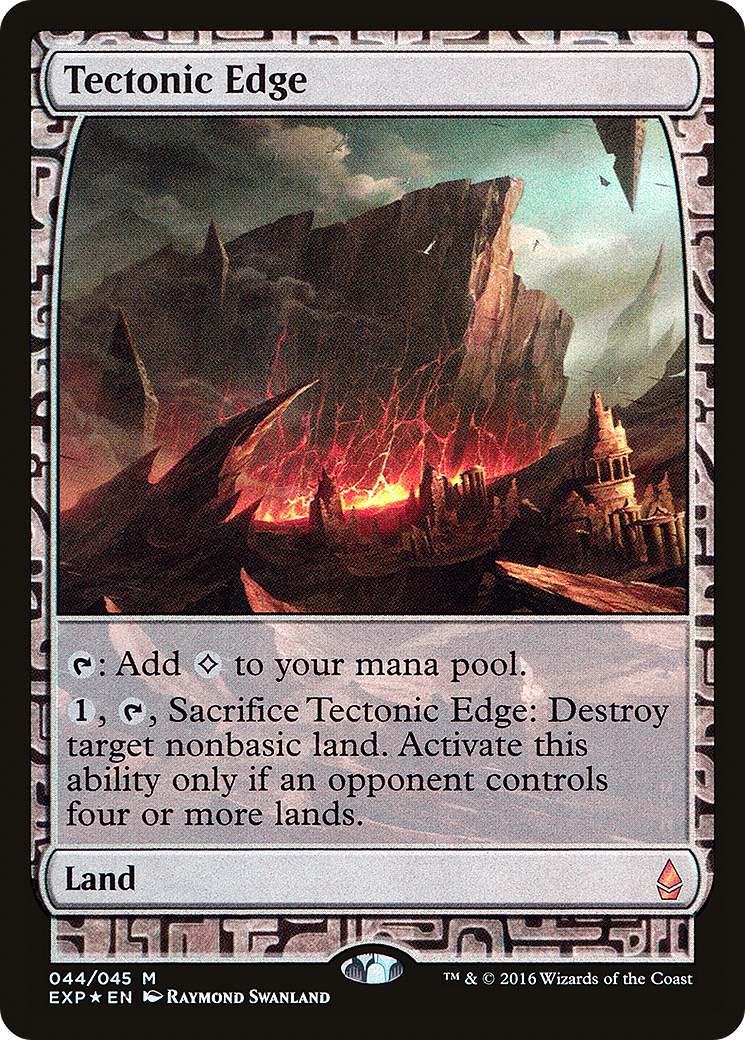 Tectonic Edge
: Add to your mana pool.
1, , Sacrifice Tectonic Edge: Destroy
target nonbasic land. Activate this
ability only if an opponent controls
four or more lands.
Land
044/045 M
EXP★EN Raymond Swanland
™ & © 2016 Wizards of the Coast